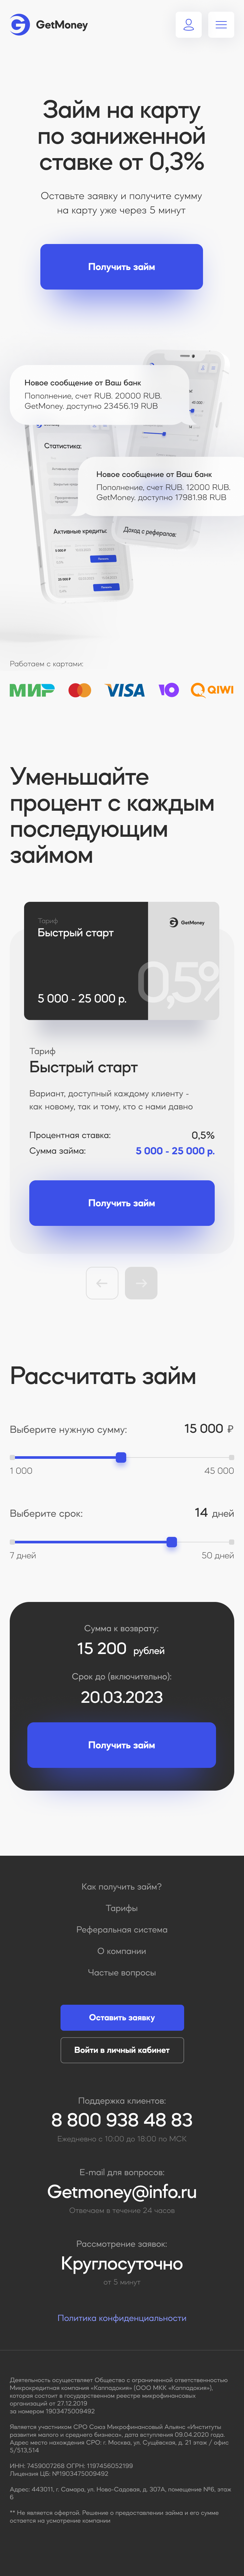 GetMoney
Займ на карту
по заниженной
ставке от 0,3%
Оставьте заявку и получите сумму
на карту уже через 5 минут
Получить займ
Новое сообщение от Ваш банк
Пополнение, счет RUB. 20000 RUB.
GetMoney. доступно 23456.19 RUB
Статистика:
Новое сообщение от Ваш банк
Пополнение, счет RUB. 12000 RUB.
GetMoney. доступно 17981.98 RUB
Активные кредиты:
Доход с рефералов:
Работаем с картами:
МИР VISA Ю QIWI
Уменьшайте
процент с каждым
последующим
займом
Тариф
Быстрый старт
GetMoney
0,5%
5 000 - 25 000 р.
Тариф
Быстрый старт
Вариант, доступный каждому клиенту -
как новому, так и тому, кто с нами давно
Процентная ставка: 0,5%
Сумма займа: 5 000 - 25 000 р.
Получить займ
Рассчитать займ
Выберите нужную сумму: 15 000 ₽
1 000 45 000
Выберите срок: 14 дней
7 дней 50 дней
Сумма к возврату:
15 200 рублей
Срок до (включительно):
20.03.2023
Получить займ
Как получить займ?
Тарифы
Реферальная система
О компании
Частые вопросы
Оставить заявку
Войти в личный кабинет
Поддержка клиентов:
8 800 938 48 83
Ежедневно с 10:00 до 18:00 по МСК
E-mail для вопросов:
Getmoney@info.ru
Отвечаем в течение 24 часов
Рассмотрение заявок:
Круглосуточно
от 5 минут
Политика конфиденциальности
Деятельность осуществляет Общество с ограниченной ответственностью
Микрокредитная компания «Каппадокия» (ООО МКК «Каппадокия»),
которая состоит в государственном реестре микрофинансовых
организаций от 27.12.2019
за номером 1903475009492
Является участником СРО Союз Микрофинансовый Альянс «Институты
развития малого и среднего бизнеса», дата вступления 09.04.2020 года.
Адрес место нахождения СРО: г. Москва, ул. Сущёвская, д. 21 этаж / офис
5/513,514
ИНН: 7459007268 ОГРН: 1197456052199
Лицензия ЦБ: №1903475009492
Адрес: 443011, г. Самара, ул. Ново-Садовая, д. 307А, помещение №6, этаж
6
** Не является офертой. Решение о предоставлении займа и его сумме
остается на усмотрение компании